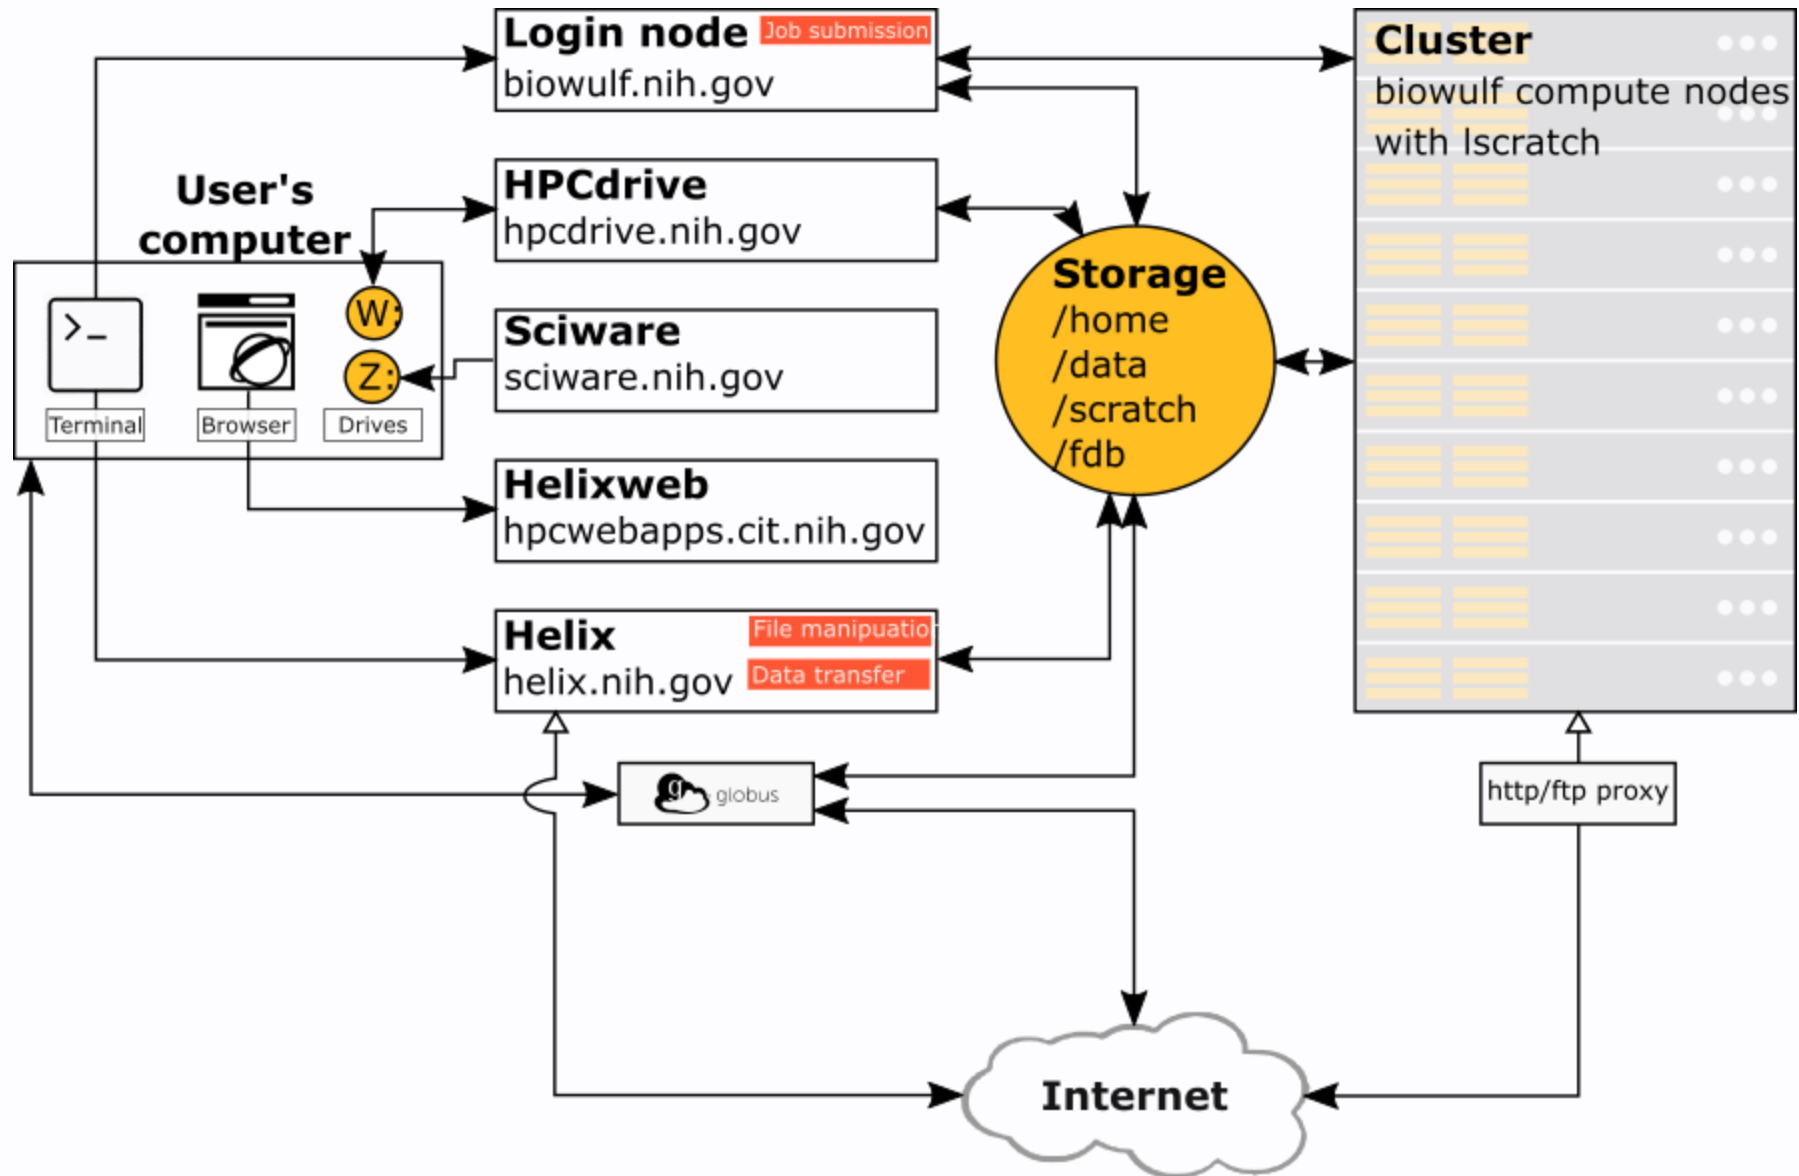 Login node
Job submission
biowulf.nih.gov
Cluster
biowulf compute nodes
with lscratch
User's
computer
HPCdrive
hpcdrive.nih.gov
>_
W:
Z:
Terminal
Browser
Drives
Sciware
sciware.nih.gov
Storage
/home
/data
/scratch
/fdb
Helixweb
hpcwebapps.cit.nih.gov
Helix
File manipuatio
helix.nih.gov
Data transfer
g
globus
http/ftp proxy
Internet